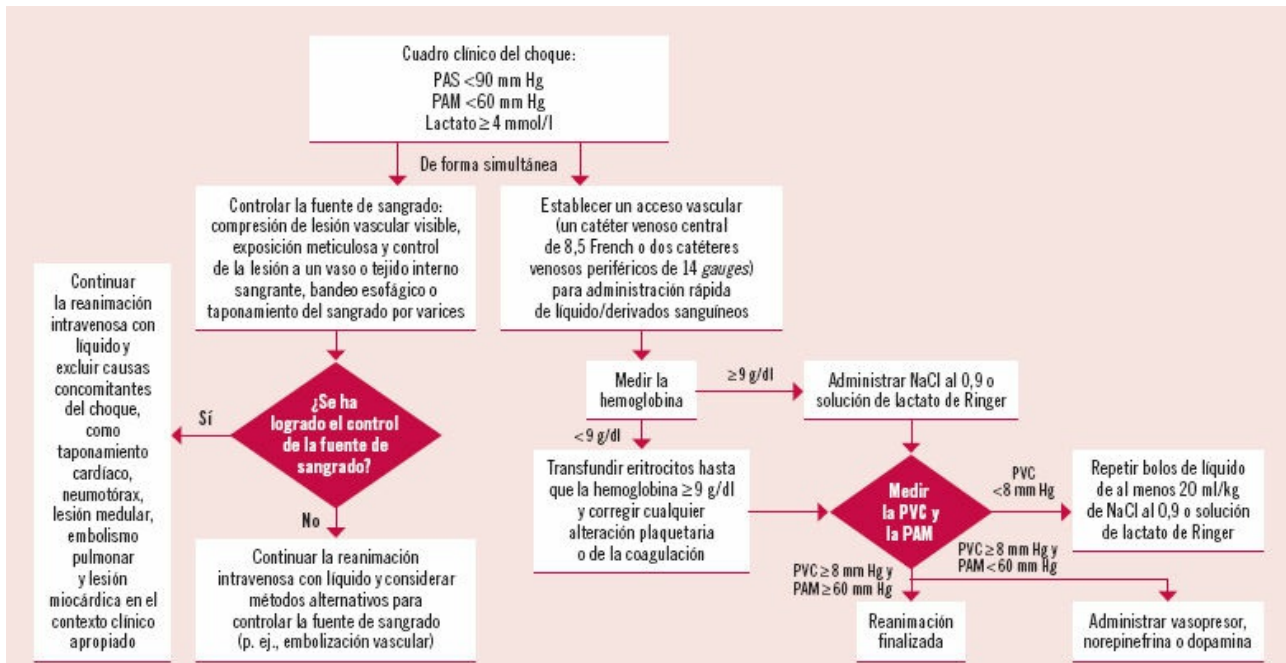 Cuadro clínico del choque:
PAS <90 mm Hg
PAM <60 mm Hg
Lactato ≥ 4 mmol/l
De forma simultánea
Controlar la fuente de sangrado:
compresión de lesión vascular visible,
exposición meticulosa y control
de la lesión a un vaso o tejido interno
sangrante, bandeo esofágico o
taponamiento del sangrado por varices
Establecer un acceso vascular
(un catéter venoso central
de 8,5 French o dos catéteres
venosos periféricos de 14 gauges)
para administración rápida
de líquido/derivados sanguíneos
Continuar
la reanimación
intravenosa con
líquido y
excluir causas
concomitantes
del choque,
como
taponamiento
cardíaco,
neumotórax,
lesión medular,
embolismo
pulmonar
y lesión
miocárdica en el
contexto clínico
apropiado
Sí
¿Se ha
logrado el control
de la fuente de
sangrado?
No
Continuar la reanimación
intravenosa con líquido y considerar
métodos alternativos para
controlar la fuente de sangrado
(p. ej., embolización vascular)
Medir la
hemoglobina
≥9 g/dl
Administrar NaCl al 0,9 o
solución de lactato de Ringer
<9 g/dl
Transfundir eritrocitos hasta
que la hemoglobina ≥9 g/dl
y corregir cualquier
alteración plaquetaria
o de la coagulación
Medir
la PVC y
la PAM
PVC
<8 mm Hg
Repetir bolos de líquido
de al menos 20 ml/kg
de NaCl al 0,9 o solución
de lactato de Ringer
PVC ≥8 mm Hg y
PAM <60 mm Hg
PVC ≥8 mm Hg y
PAM ≥60 mm Hg
Reanimación
finalizada
Administrar vasopresor,
norepinefrina o dopamina